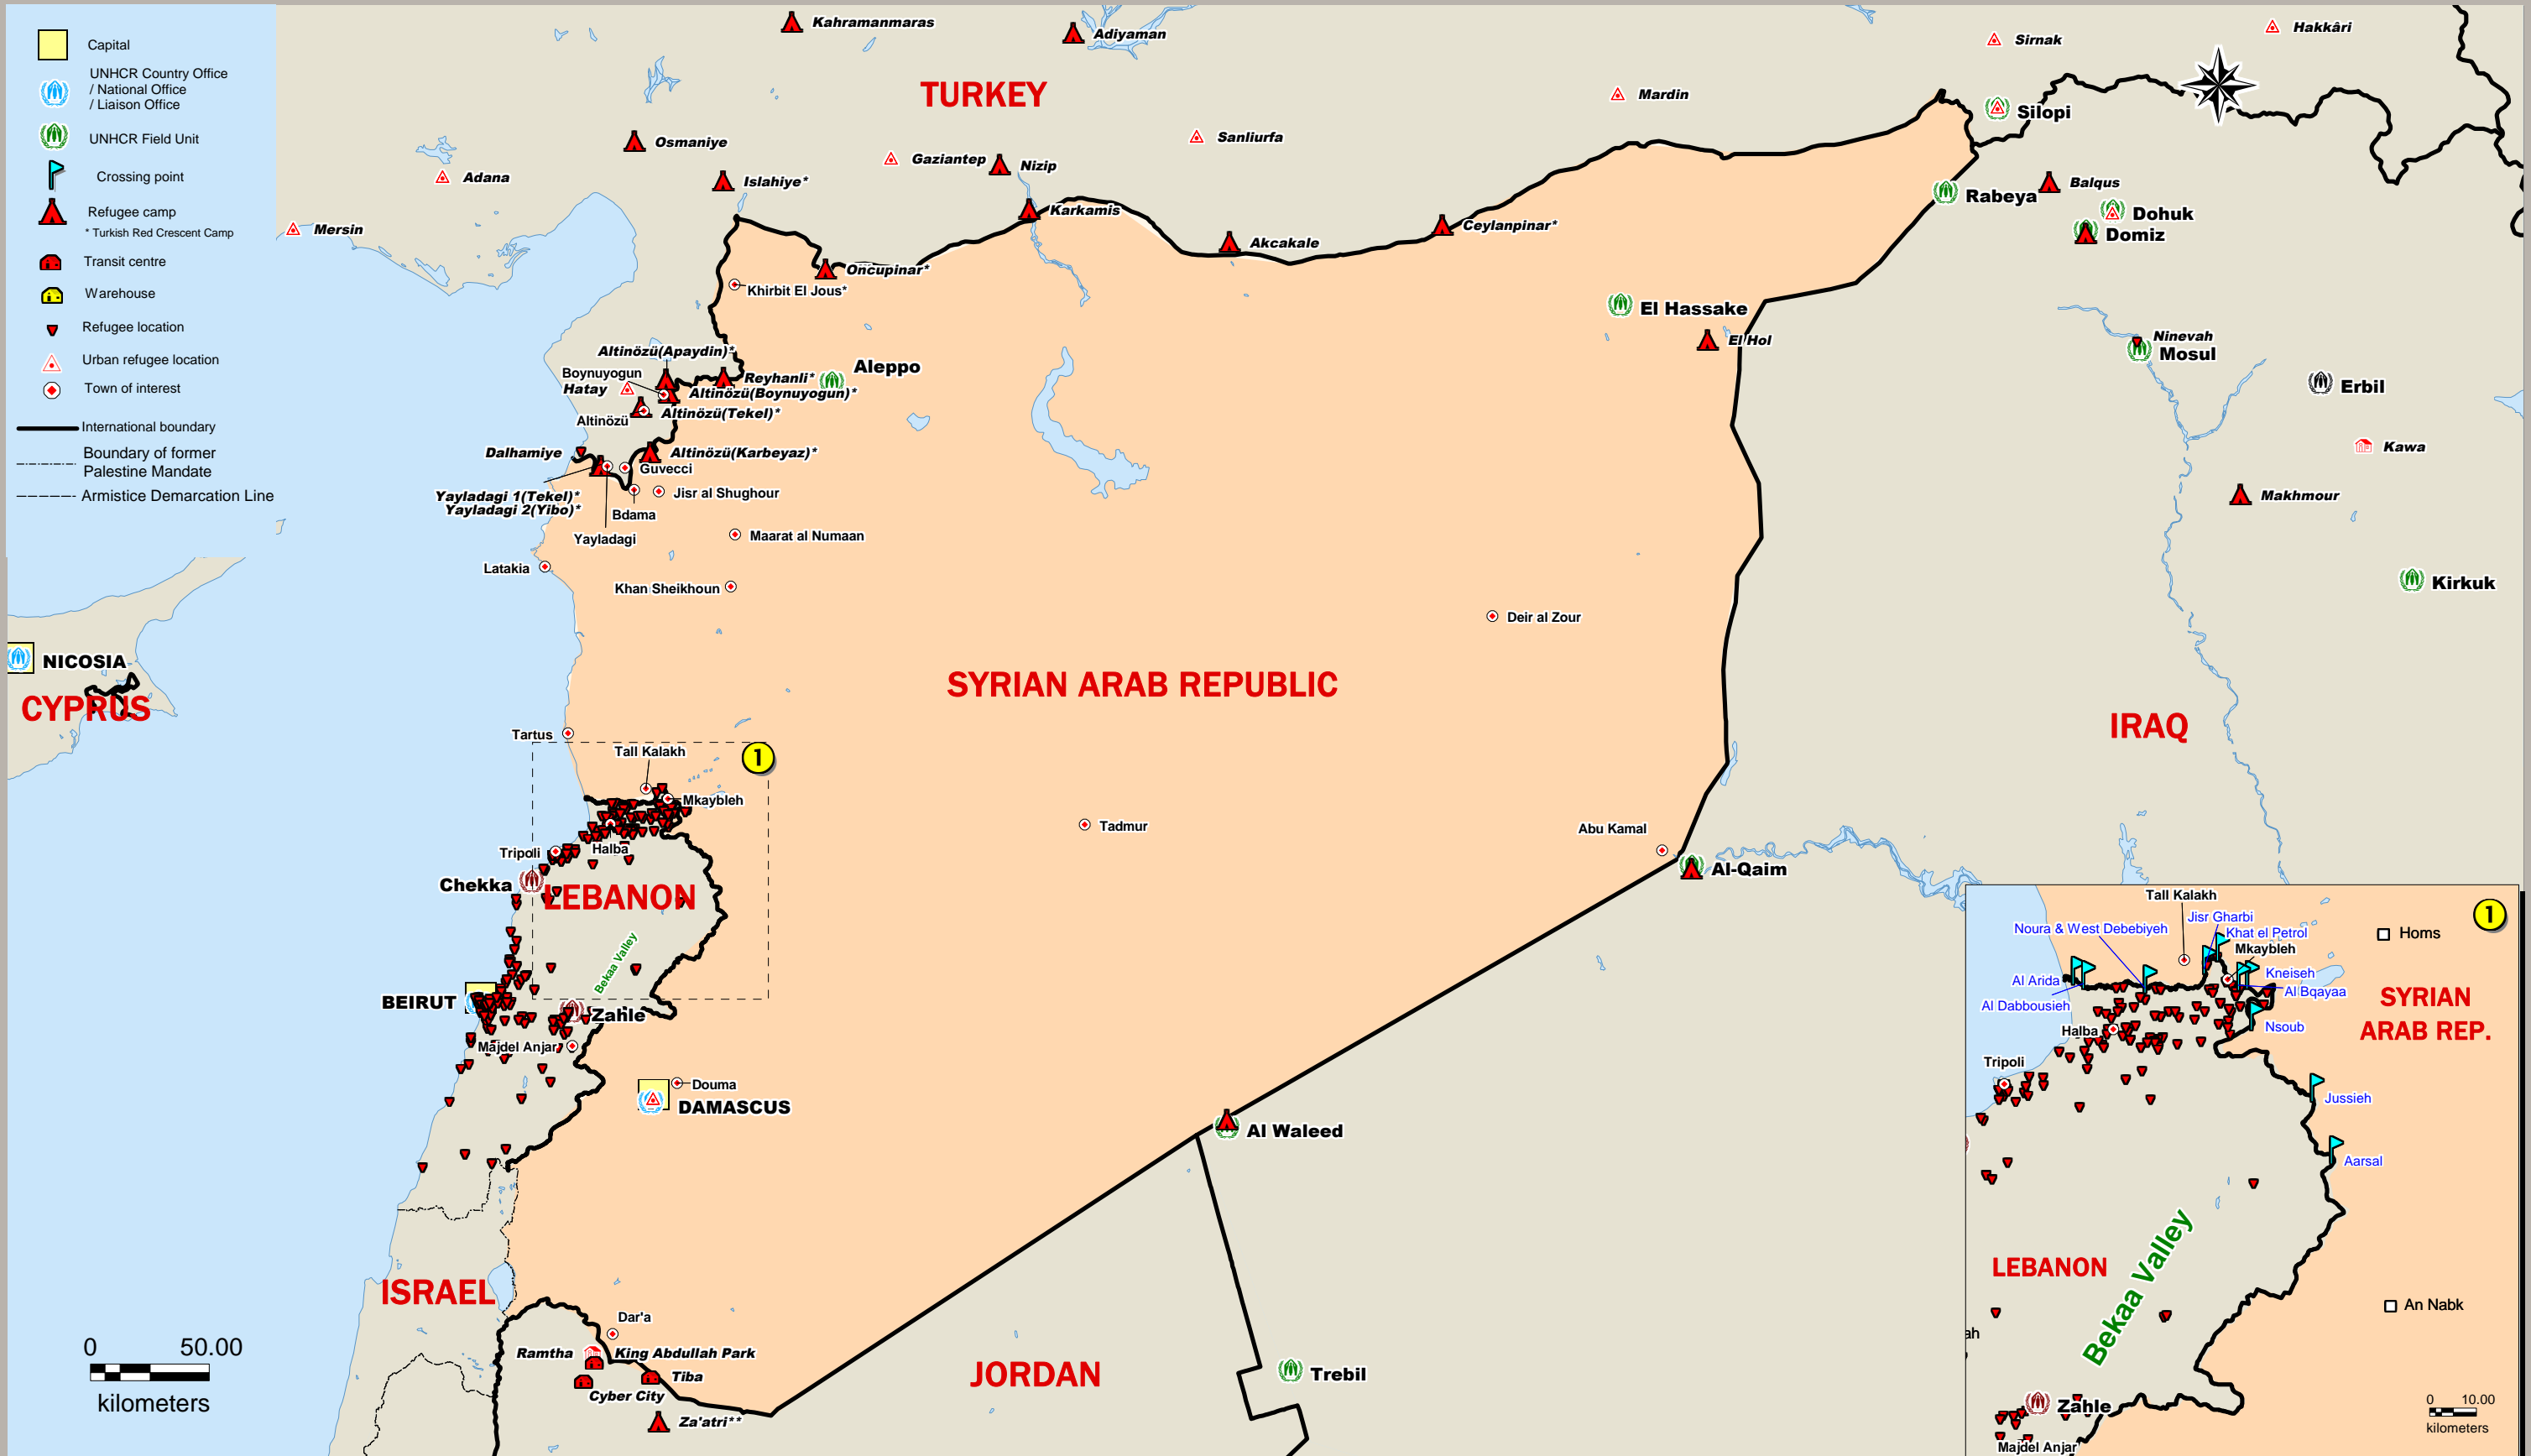 Capital
UNHCR Country Office
/ National Office
/ Liaison Office
UNHCR Field Unit
Crossing point
Refugee camp
* Turkish Red Crescent Camp
Transit centre
Warehouse
Refugee location
Urban refugee location
Town of interest
International boundary
Boundary of former
Palestine Mandate
Armistice Demarcation Line
Kahramanmaras
Adiyaman
Sirnak
Hakkâri
TURKEY
Mardin
Silopi
Osmaniye
Sanliurfa
Gaziantep
Nizip
Adana
Islahiye*
Balqus
Rabeya
Karkamis
Dohuk
Mersin
Ceylanpinar*
Domiz
Akcakale
Oncupinar*
Khirbit El Jous*
El Hassake
El Hol
Ninevah
Mosul
Altinözü(Apaydin)*
Aleppo
Boynuyogun
Reyhanli*
Hatay
Altinözü(Boynuyogun)*
Erbil
Altinözü
Altinözü(Tekel)*
Kawa
Dalhamiye
Altinözü(Karbeyaz)*
Guvecci
Jisr al Shughour
Yayladagi 1(Tekel)*
Yayladagi 2(Yibo)*
Makhmour
Bdama
Yayladagi
Maarat al Numaan
Latakia
Khan Sheikhoun
Kirkuk
Deir al Zour
NICOSIA
CYPRUS
SYRIAN ARAB REPUBLIC
IRAQ
Tartus
Tall Kalakh
1
Mkaybleh
Tadmur
Abu Kamal
Halba
Tripoli
Al-Qaim
Chekka
LEBANON
Bekaa Valley
BEIRUT
Zahle
Majdel Anjar
Douma
DAMASCUS
Al Waleed
ISRAEL
Dar'a
Ramtha
King Abdullah Park
Tiba
Cyber City
Za'atri**
JORDAN
Trebil
0 50.00
kilometers
Tall Kalakh
1
Jisr Gharbi
Noura & West Debebiyeh
Khat el Petrol
Homs
Mkaybleh
Al Arida
Kneiseh
Al Bqayaa
Al Dabbousieh
SYRIAN
ARAB REP.
Nsoub
Halba
Tripoli
Jussieh
Aarsal
LEBANON
Bekaa Valley
An Nabk
ah
Zahle
Majdel Anjar
0 10.00
kilometers